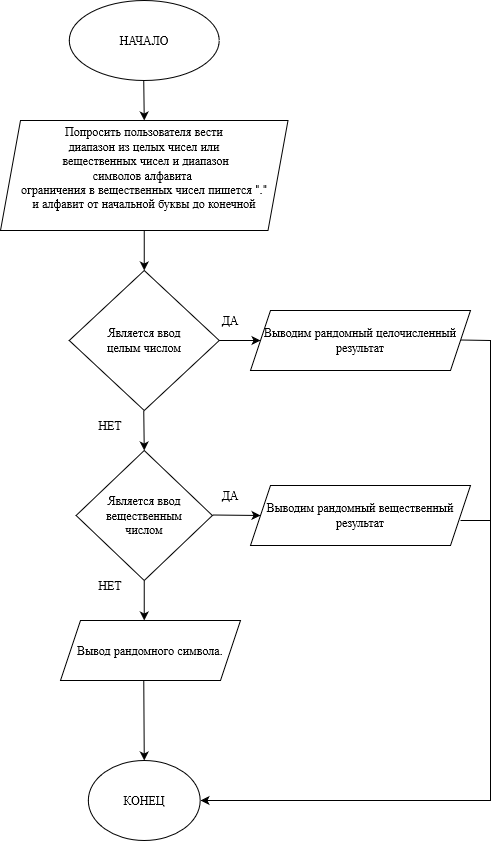 НАЧАЛО
Попросить пользователя вести
диапазон из целых чисел или
вещественных чисел и диапазон
символов алфавита
ограничения в вещественных чисел пишется "."
и алфавит от начальной буквы до конечной
Является ввод
целым числом
ДА
Выводим рандомный целочисленный
результат
НЕТ
Является ввод
вещественным
числом
ДА
Выводим рандомный вещественный
результат
НЕТ
Вывод рандомного символа.
КОНЕЦ